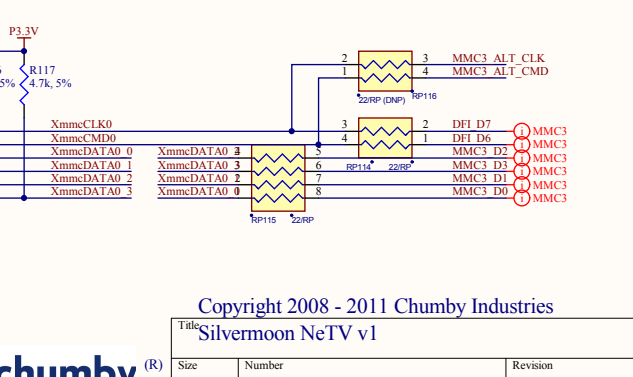 P3.3V
R117
5% 4.7k, 5%
2 3 MMC3_ALT_CLK
1 4 MMC3_ALT_CMD
22/RP (DNP) RP116
XmmcCLK0 3 2 DFI_D7 i MMC3
XmmcCMD0 4 1 DFI_D6 i MMC3
XmmcDATA0_0 XmmcDATA0_2 5 MMC3_D2 i MMC3
XmmcDATA0_1 XmmcDATA0_3 6 MMC3_D3 i MMC3
XmmcDATA0_2 XmmcDATA0_1 7 MMC3_D1 i MMC3
XmmcDATA0_3 XmmcDATA0_0 8 MMC3_D0 i MMC3
RP114 22/RP
RP115 22/RP
Copyright 2008 - 2011 Chumby Industries
Title
Silvermoon NeTV v1
chumby (R)
Size Number Revision